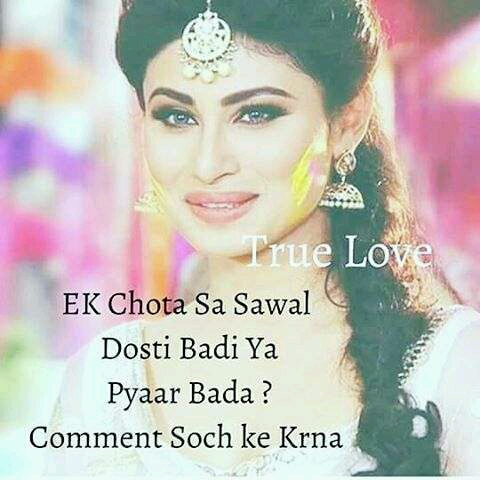 True Love
EK Chota Sa Sawal
Dosti Badi Ya
Pyaar Bada ?
Comment Soch ke Krna